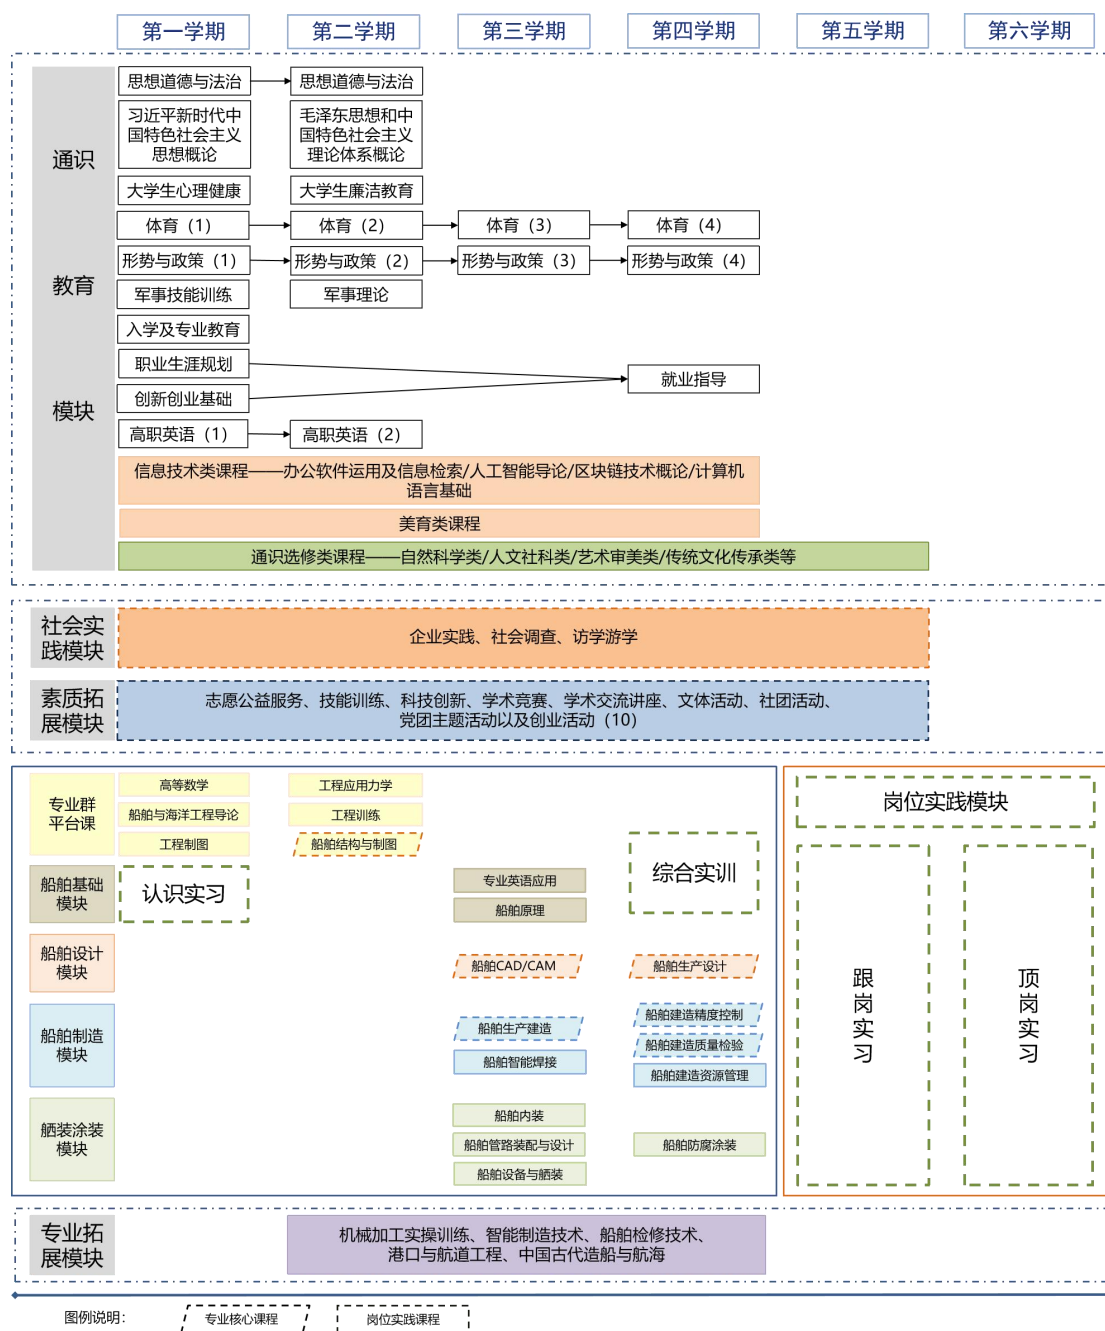 第一学期
第二学期
第三学期
第四学期
第五学期
第六学期
通识
教育
模块
思想道德与法治
思想道德与法治
习近平新时代中
国特色社会主义
思想概论
毛泽东思想和中
国特色社会主义
理论体系概论
大学生心理健康
大学生廉洁教育
体育（1）
体育（2）
体育（3）
体育（4）
形势与政策（1）
形势与政策（2）
形势与政策（3）
形势与政策（4）
军事技能训练
军事理论
入学及专业教育
职业生涯规划
就业指导
创新创业基础
高职英语（1）
高职英语（2）
信息技术类课程——办公软件运用及信息检索/人工智能导论/区块链技术概论/计算机
语言基础
美育类课程
通识选修类课程——自然科学类/人文社科类/艺术审美类/传统文化传承类等
社会实
践模块
企业实践、社会调查、访学游学
素质拓
展模块
志愿公益服务、技能训练、科技创新、学术竞赛、学术交流讲座、文体活动、社团活动、
党团主题活动以及创业活动（10）
专业群
平台课
高等数学
工程应用力学
船舶与海洋工程导论
工程训练
工程制图
船舶结构与制图
岗位实践模块
船舶基础
模块
认识实习
专业英语应用
船舶原理
综合实训
船舶设计
模块
船舶CAD/CAM
船舶生产设计
船舶制造
模块
船舶生产建造
船舶智能焊接
船舶建造精度控制
船舶建造质量检验
船舶建造资源管理
舾装涂装
模块
船舶内装
船舶管路装配与设计
船舶设备与舾装
船舶防腐涂装
跟
岗
实
习
顶
岗
实
习
专业拓
展模块
机械加工实操训练、智能制造技术、船舶检修技术、
港口与航道工程、中国古代造船与航海
图例说明：
专业核心课程
岗位实践课程